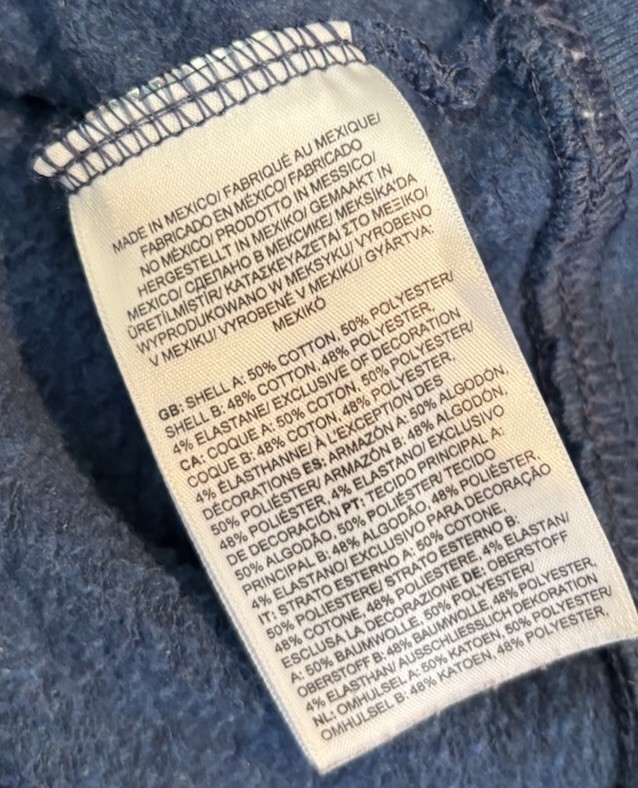 MADE IN MEXICO/ FABRIQUÉ AU MEXIQUE/
FABRICADO EN MÉXICO/ FABRICADO
NO MÉXICO/ PRODOTTO IN MESSICO/
HERGESTELLT IN MEXIKO/ GEMAAKT IN
MEXICO/ СДЕЛАНО В МЕКСИКЕ/ MEKSİKA'DA
ÜRETİLMİŞTİR/ ΚΑΤΑΣΚΕΥΑΖΕΤΑΙ ΣΤΟ ΜΕΞΙΚΟ/
WYPRODUKOWANO W MEKSYKU/ VYROBENO
V MEXIKU/ VYROBENÉ V MEXIKU/ GYÁRTVA:
MEXIKÓ
GB: SHELL A: 50% COTTON, 50% POLYESTER/
SHELL B: 48% COTTON, 48% POLYESTER,
4% ELASTANE/ EXCLUSIVE OF DECORATION
CA: COQUE A: 50% COTON, 50% POLYESTER/
COQUE B: 48% COTON, 48% POLYESTER,
4% ÉLASTHANNE/ À L'EXCEPTION DES
DÉCORATIONS ES: ARMAZÓN A: 50% ALGODÓN,
50% POLIÉSTER/ ARMAZÓN B: 48% ALGODÓN,
48% POLIÉSTER, 4% ELASTANO/ EXCLUSIVO
DE DECORACIÓN PT: TECIDO PRINCIPAL A:
50% ALGODÃO, 50% POLIÉSTER/ TECIDO
PRINCIPAL B: 48% ALGODÃO, 48% POLIÉSTER,
4% ELASTANO/ EXCLUSIVO PARA DECORAÇÃO
IT: STRATO ESTERNO A: 50% COTONE,
50% POLIESTERE/ STRATO ESTERNO B:
48% COTONE, 48% POLIESTERE, 4% ELASTAN/
ESCLUSA LA DECORAZIONE DE: OBERSTOFF
A: 50% BAUMWOLLE, 50% POLYESTER/
OBERSTOFF B: 48% BAUMWOLLE, 48% POLYESTER,
4% ELASTHAN/ AUSSCHLIESSLICH DEKORATION
NL: OMHULSEL A: 50% KATOEN, 50% POLYESTER/
OMHULSEL B: 48% KATOEN, 48% POLYESTER,